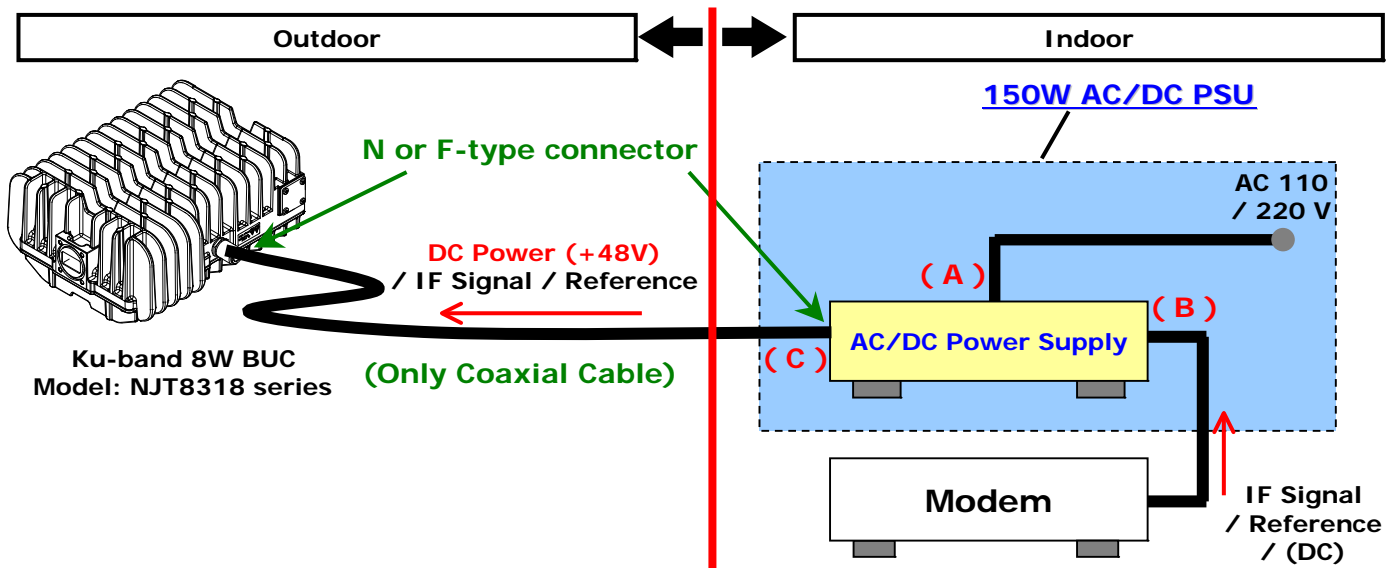 Outdoor
Indoor
150W AC/DC PSU
N or F-type connector
AC 110
/ 220 V
DC Power (+48V)
/ IF Signal / Reference
( A )
( B )
AC/DC Power Supply
( C )
Ku-band 8W BUC
Model: NJT8318 series
(Only Coaxial Cable)
Modem
IF Signal
/ Reference
/ (DC)